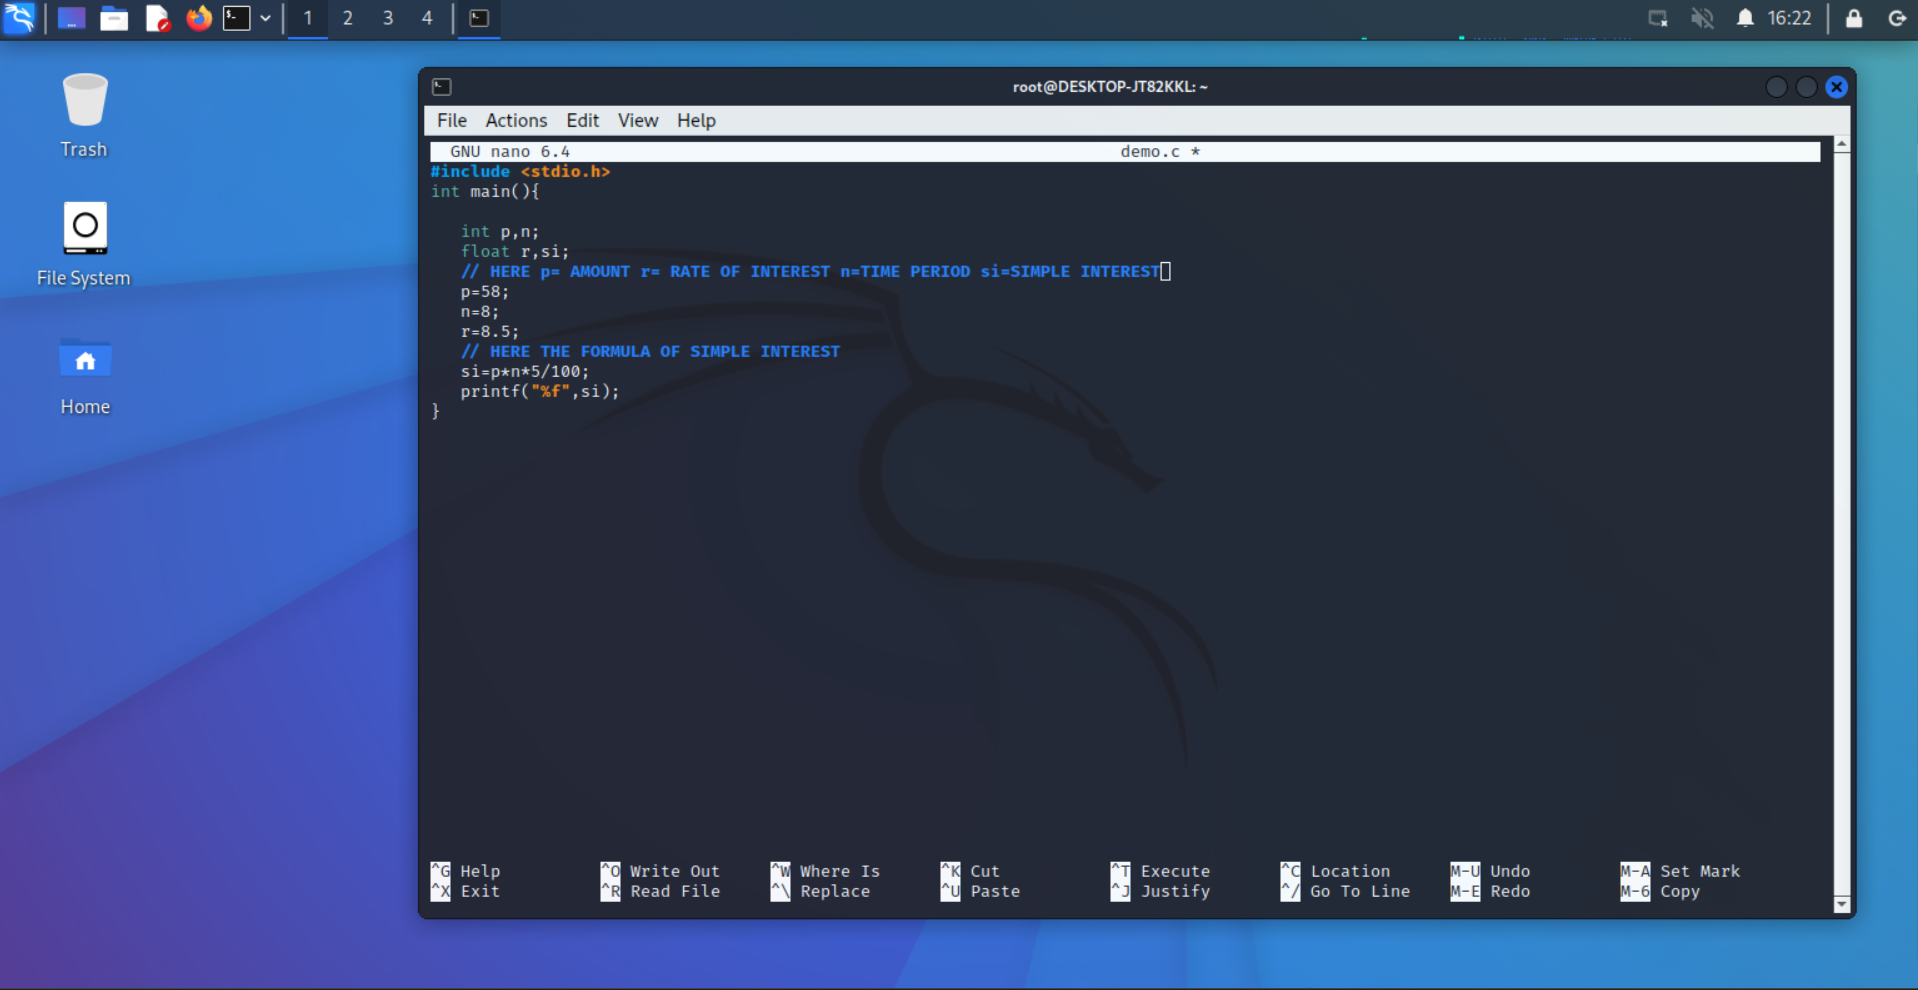 1 2 3 4 16:22
Trash
File System
Home
root@DESKTOP-JT82KKL: ~
File Actions Edit View Help
GNU nano 6.4 demo.c *
#include <stdio.h>
int main(){
int p,n;
float r,si;
// HERE p= AMOUNT r= RATE OF INTEREST n=TIME PERIOD si=SIMPLE INTEREST
p=58;
n=8;
r=8.5;
// HERE THE FORMULA OF SIMPLE INTEREST
si=p*n*5/100;
printf("%f",si);
}
^G Help ^O Write Out ^W Where Is ^K Cut ^T Execute ^C Location M-U Undo M-A Set Mark
^X Exit ^R Read File ^\ Replace ^U Paste ^J Justify ^/ Go To Line M-E Redo M-6 Copy